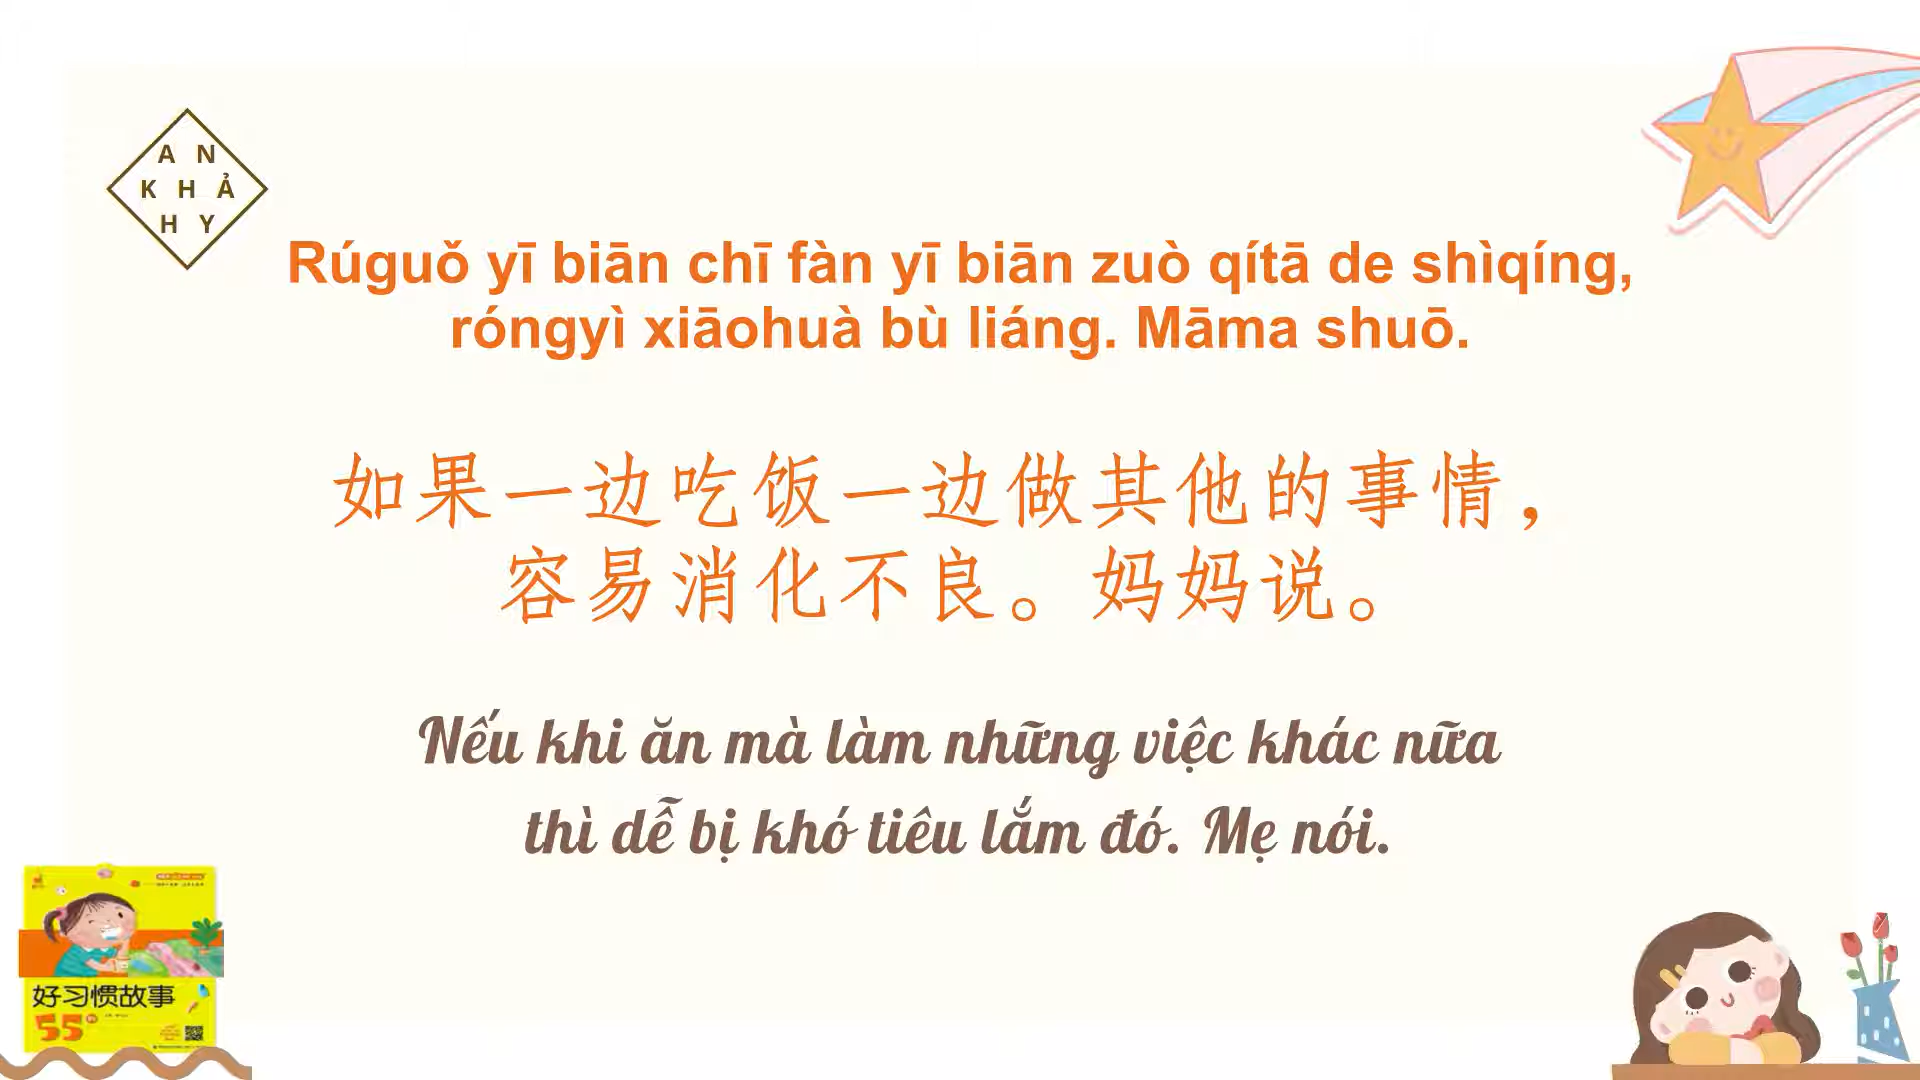 A N
K H Ả
H Y
Rúguǒ yī biān chī fàn yī biān zuò qítā de shìqíng,
róngyì xiāohuà bù liáng. Māma shuō.
如果一边吃饭一边做其他的事情，
容易消化不良。妈妈说。
Nếu khi ăn mà làm những việc khác nữa
thì dễ bị khó tiêu lắm đó. Mẹ nói.
好习惯故事
55